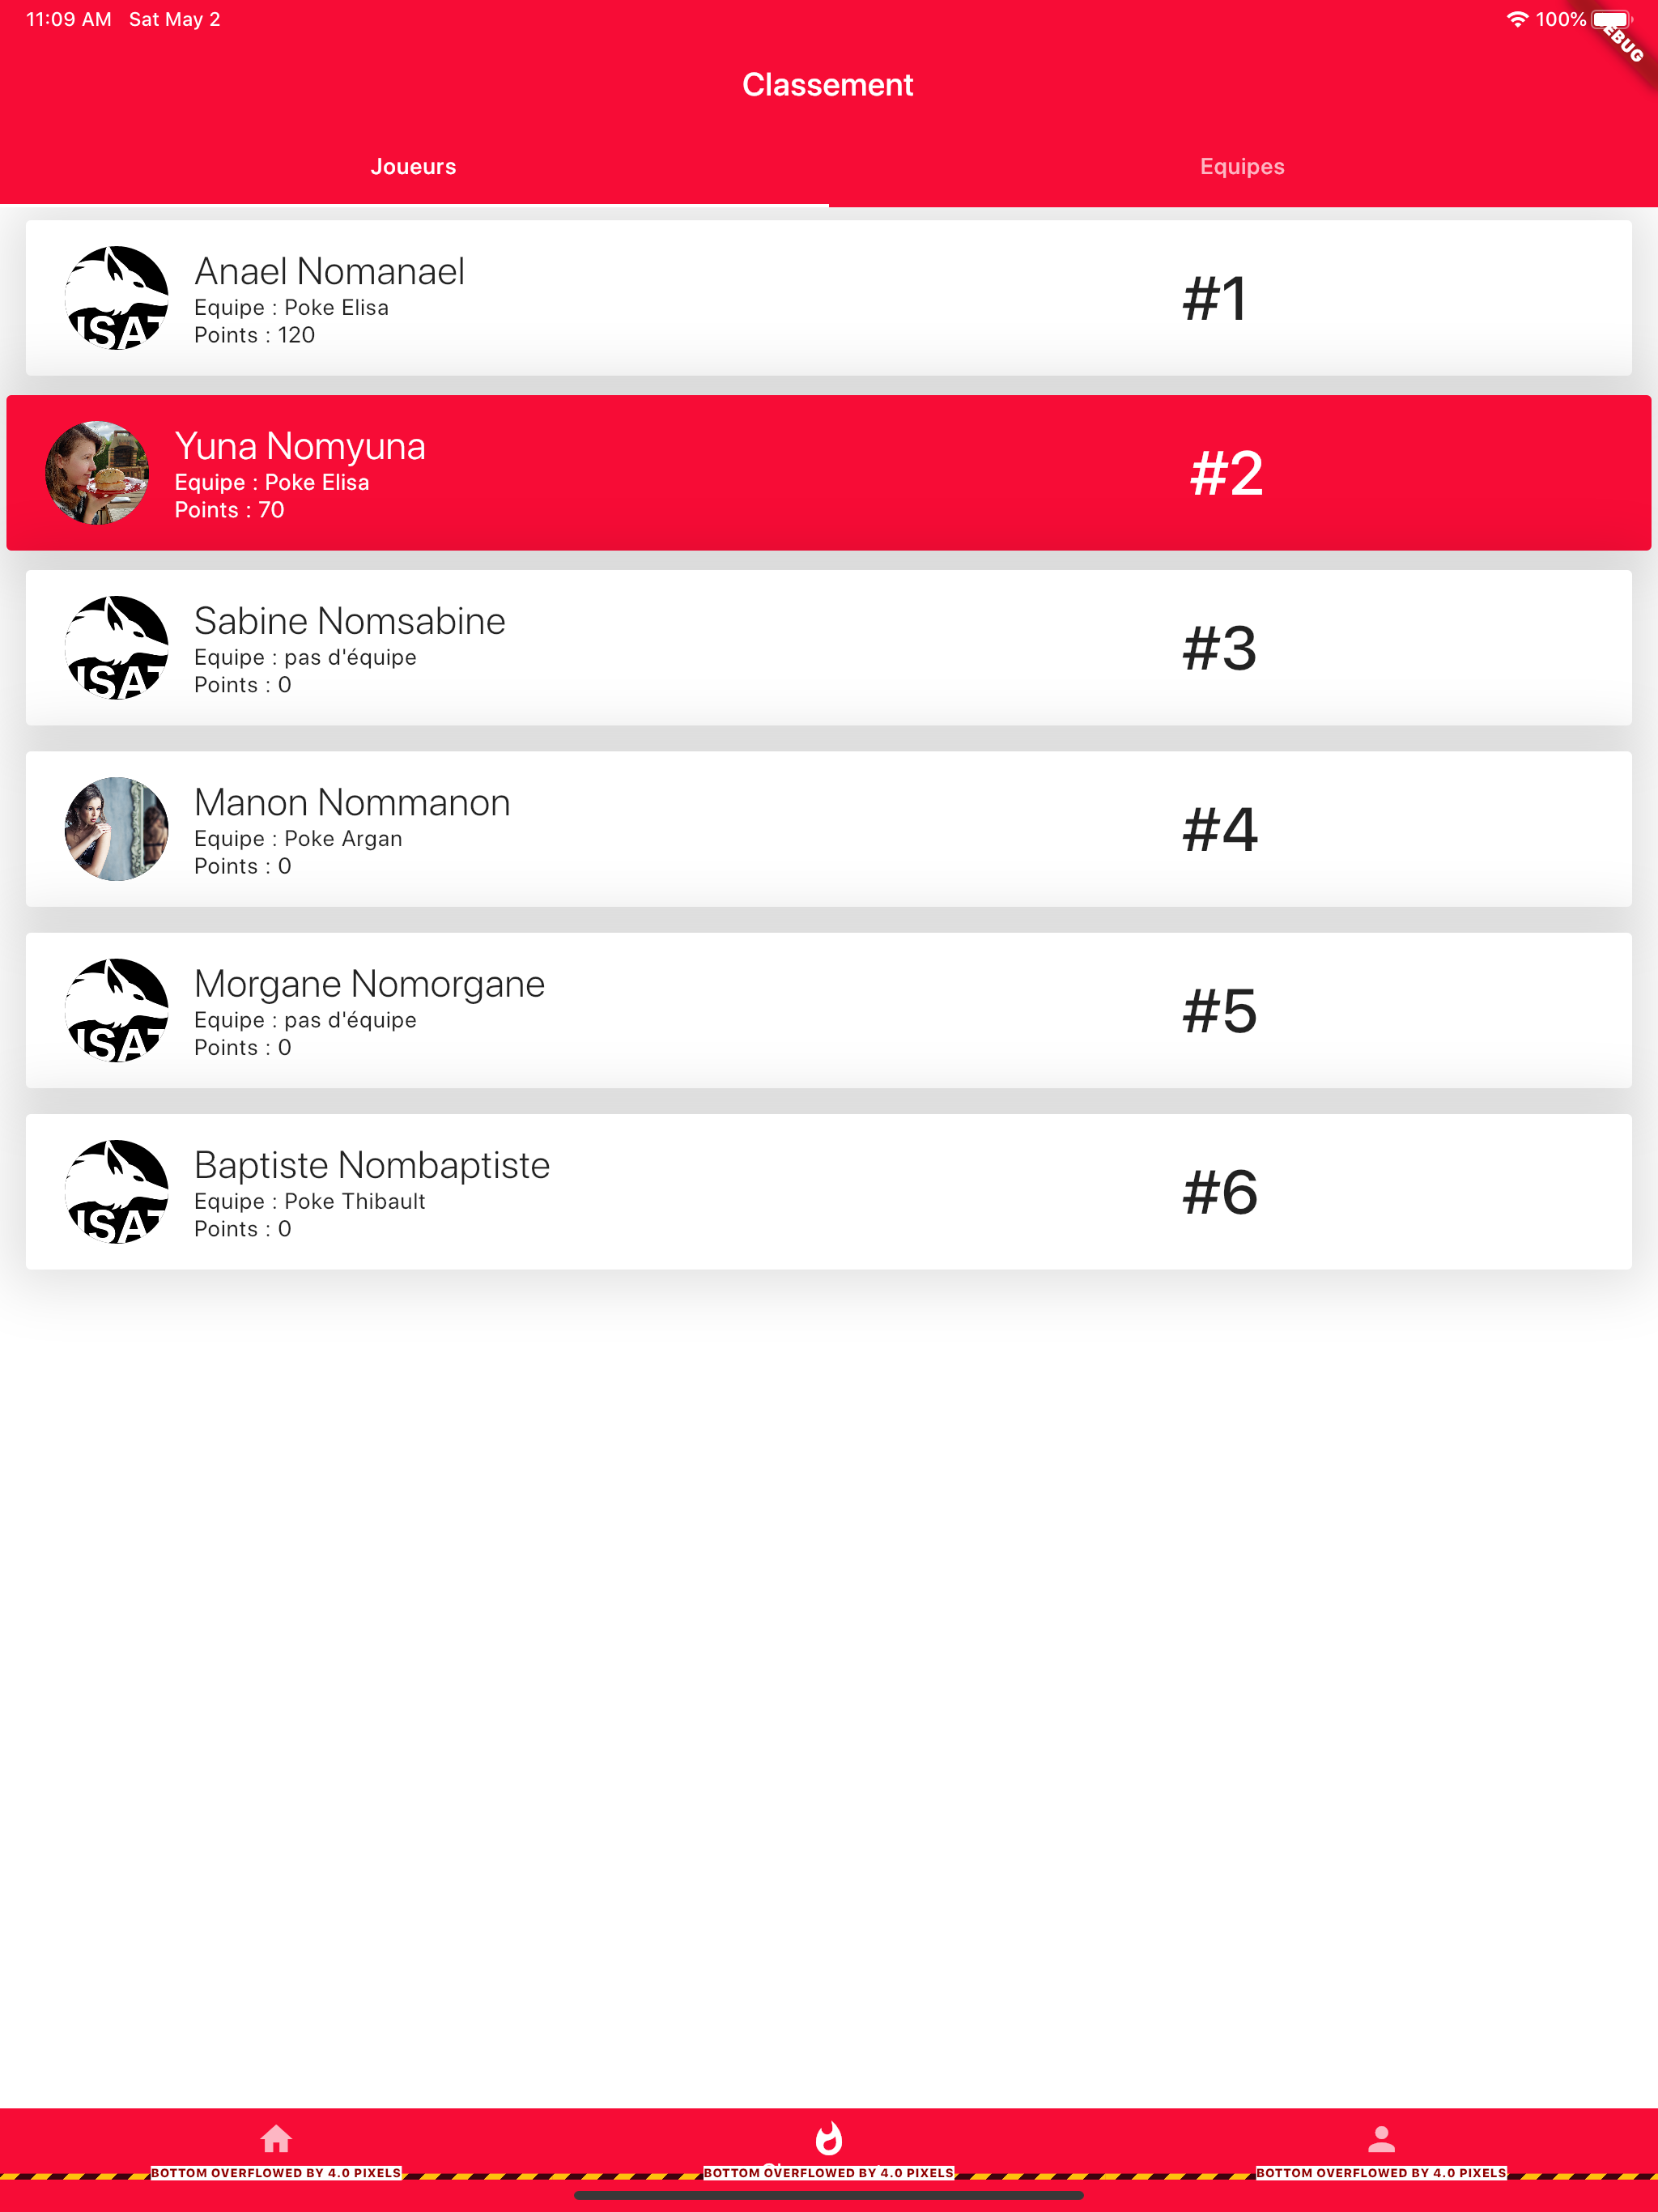 11:09 AM Sat May 2
100%
Classement
Joueurs
Equipes
Anael Nomanael
Equipe : Poke Elisa
Points : 120
#1
Yuna Nomyuna
Equipe : Poke Elisa
Points : 70
#2
Sabine Nomsabine
Equipe : pas d'équipe
Points : 0
#3
Manon Nommanon
Equipe : Poke Argan
Points : 0
#4
Morgane Nomorgane
Equipe : pas d'équipe
Points : 0
#5
Baptiste Nombaptiste
Equipe : Poke Thibault
Points : 0
#6
BOTTOM OVERFLOWED BY 4.0 PIXELS
BOTTOM OVERFLOWED BY 4.0 PIXELS
BOTTOM OVERFLOWED BY 4.0 PIXELS